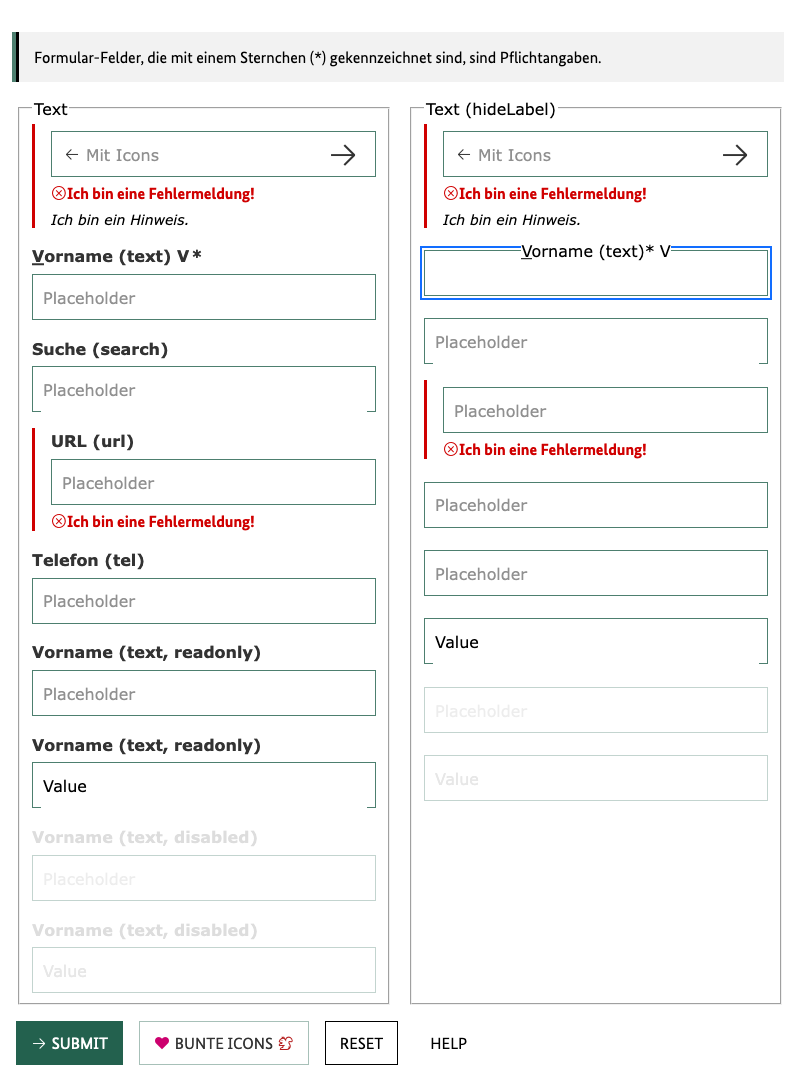 Formular-Felder, die mit einem Sternchen (*) gekennzeichnet sind, sind Pflichtangaben.
Text
← Mit Icons →
Ich bin eine Fehlermeldung!
Ich bin ein Hinweis.
Vorname (text) V*
Placeholder
Suche (search)
Placeholder
URL (url)
Placeholder
Ich bin eine Fehlermeldung!
Telefon (tel)
Placeholder
Vorname (text, readonly)
Placeholder
Vorname (text, readonly)
Value
Vorname (text, disabled)
Placeholder
Vorname (text, disabled)
Value
Text (hideLabel)
← Mit Icons →
Ich bin eine Fehlermeldung!
Ich bin ein Hinweis.
Vorname (text)* V
Placeholder
Placeholder
Ich bin eine Fehlermeldung!
Placeholder
Placeholder
Value
Placeholder
Value
→ SUBMIT
BUNTE ICONS
RESET
HELP